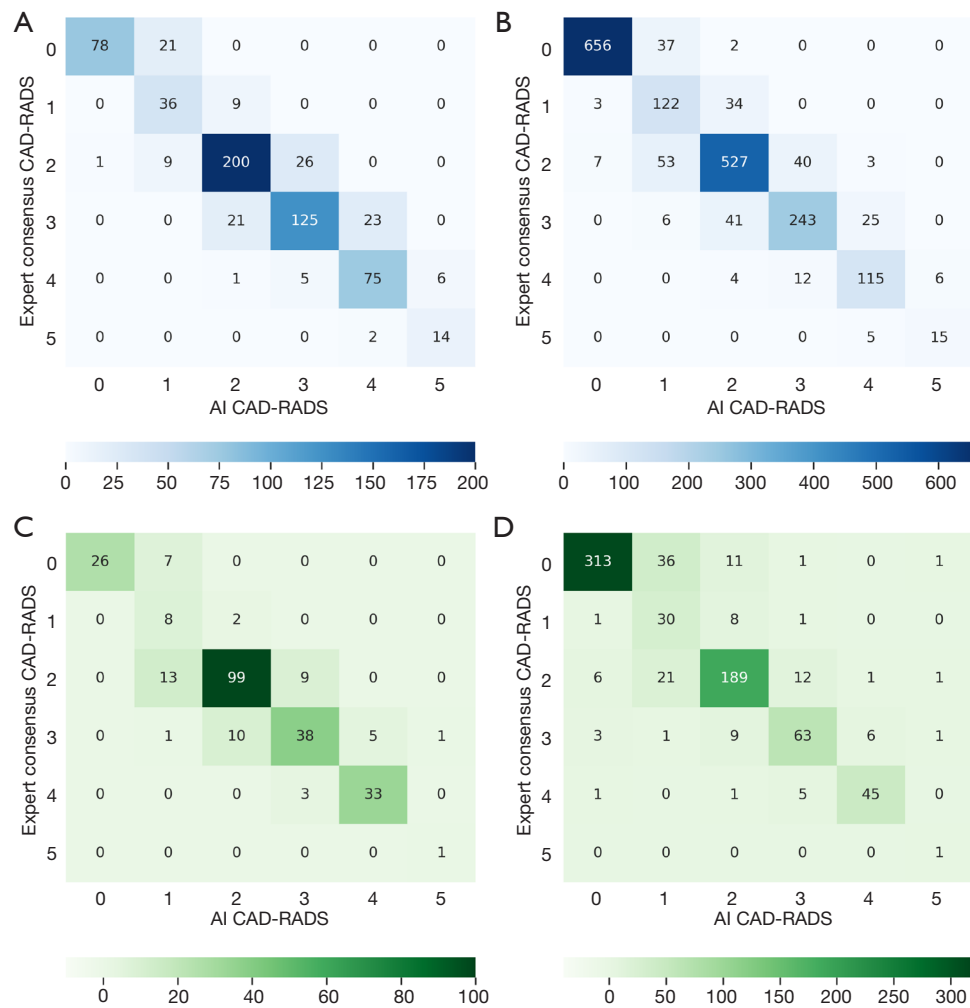 A
B
0 78 21 0 0 0 0
0 656 37 2 0 0 0
1 0 36 9 0 0 0
1 3 122 34 0 0 0
2 1 9 200 26 0 0
2 7 53 527 40 3 0
3 0 0 21 125 23 0
3 0 6 41 243 25 0
4 0 0 1 5 75 6
4 0 0 4 12 115 6
5 0 0 0 0 2 14
5 0 0 0 0 5 15
Expert consensus CAD-RADS
Expert consensus CAD-RADS
0 1 2 3 4 5
0 1 2 3 4 5
AI CAD-RADS
AI CAD-RADS
0 25 50 75 100 125 150 175 200
0 100 200 300 400 500 600
C
D
0 26 7 0 0 0 0
0 313 36 11 1 0 1
1 0 8 2 0 0 0
1 1 30 8 1 0 0
2 0 13 99 9 0 0
2 6 21 189 12 1 1
3 0 1 10 38 5 1
3 3 1 9 63 6 1
4 0 0 0 3 33 0
4 1 0 1 5 45 0
5 0 0 0 0 0 1
5 0 0 0 0 0 1
Expert consensus CAD-RADS
Expert consensus CAD-RADS
0 1 2 3 4 5
0 1 2 3 4 5
AI CAD-RADS
AI CAD-RADS
0 20 40 60 80 100
0 50 100 150 200 250 300